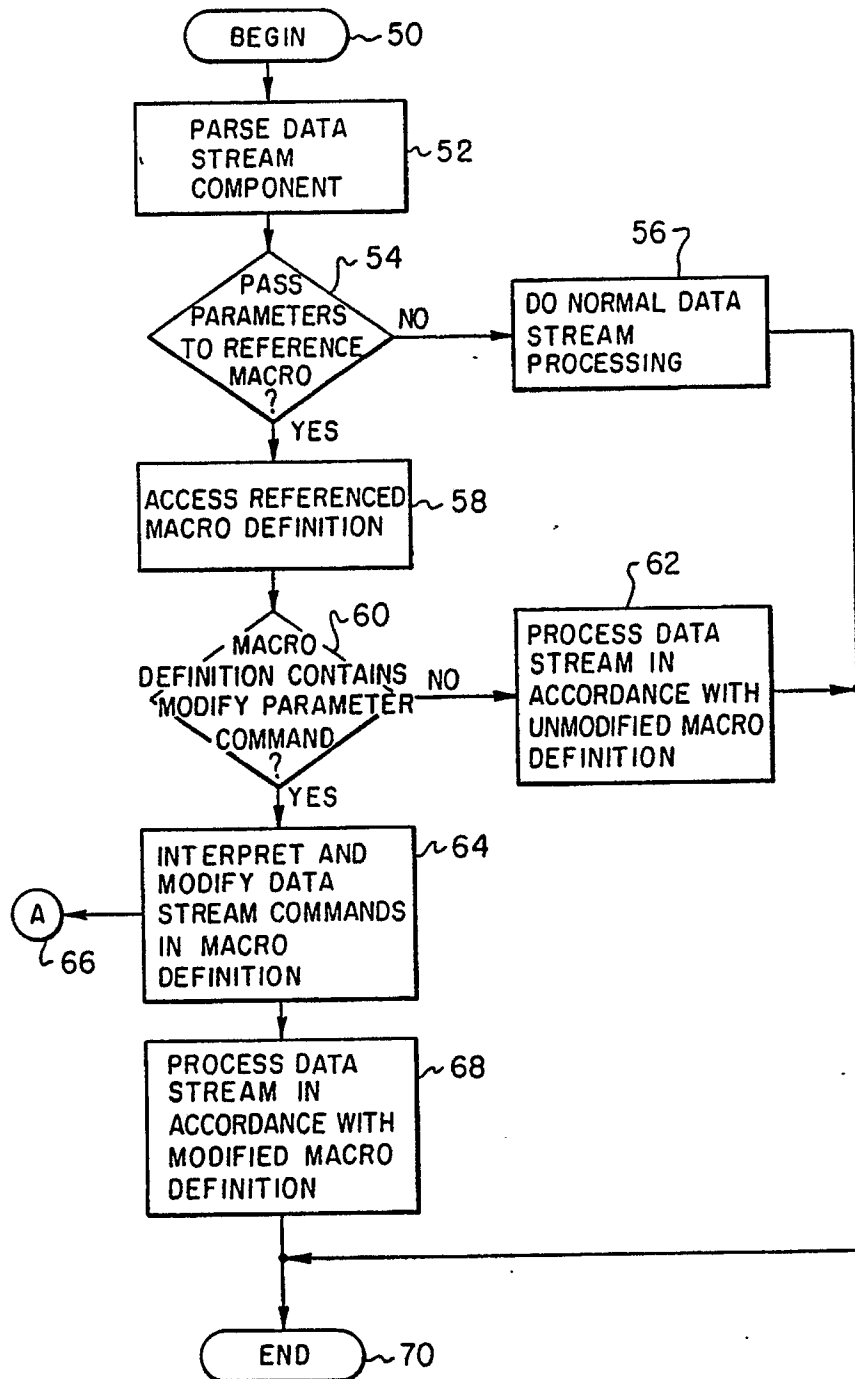 BEGIN
50
PARSE DATA
STREAM
COMPONENT
52
54
PASS
PARAMETERS
TO REFERENCE
MACRO
?
NO
YES
56
DO NORMAL DATA
STREAM
PROCESSING
ACCESS REFERENCED
MACRO DEFINITION
58
60
MACRO
DEFINITION CONTAINS
MODIFY PARAMETER
COMMAND
?
NO
YES
62
PROCESS DATA
STREAM IN
ACCORDANCE WITH
UNMODIFIED MACRO
DEFINITION
INTERPRET AND
MODIFY DATA
STREAM COMMANDS
IN MACRO
DEFINITION
64
A
66
PROCESS DATA
STREAM IN
ACCORDANCE WITH
MODIFIED MACRO
DEFINITION
68
END
70